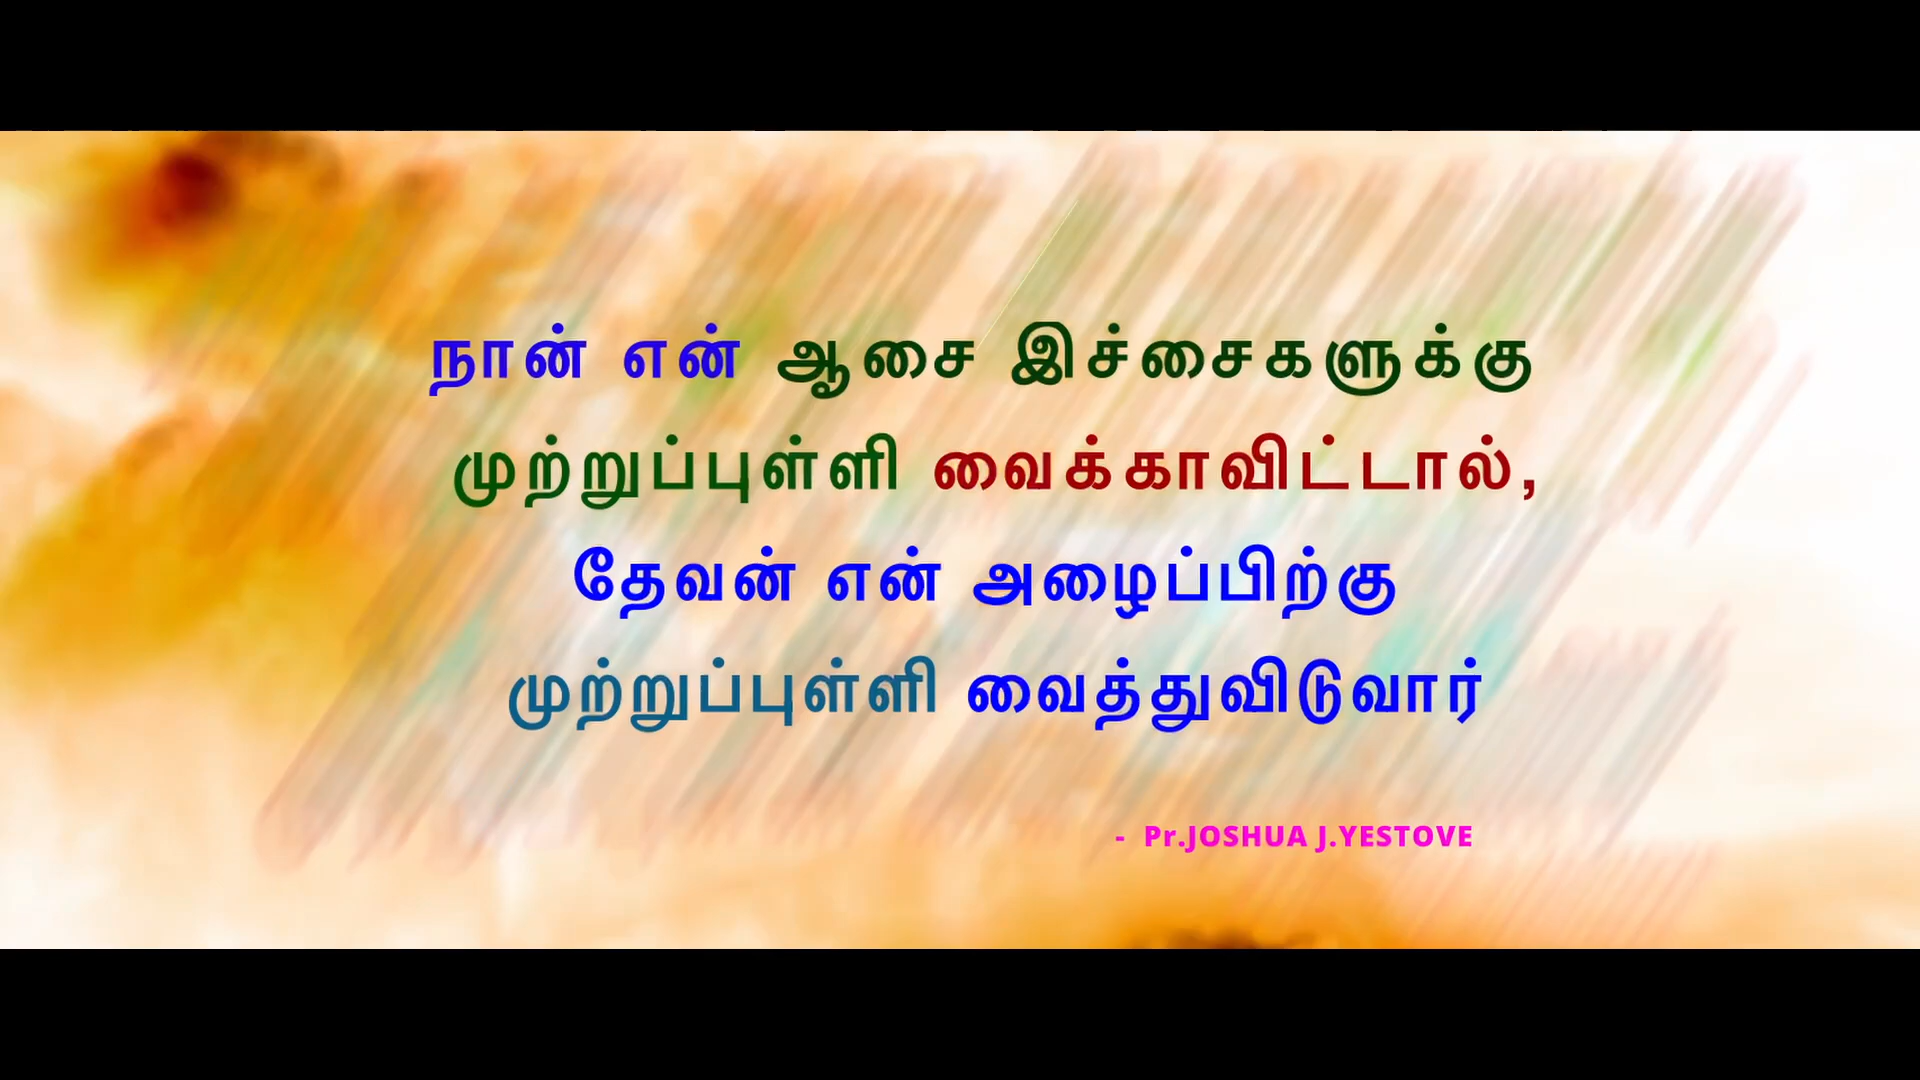 நான் என் ஆசை இச்சைகளுக்கு
முற்றுப்புள்ளி வைக்காவிட்டால்,
தேவன் என் அழைப்பிற்கு
முற்றுப்புள்ளி வைத்துவிடுவார்
- Pr.JOSHUA J.YESTOVE